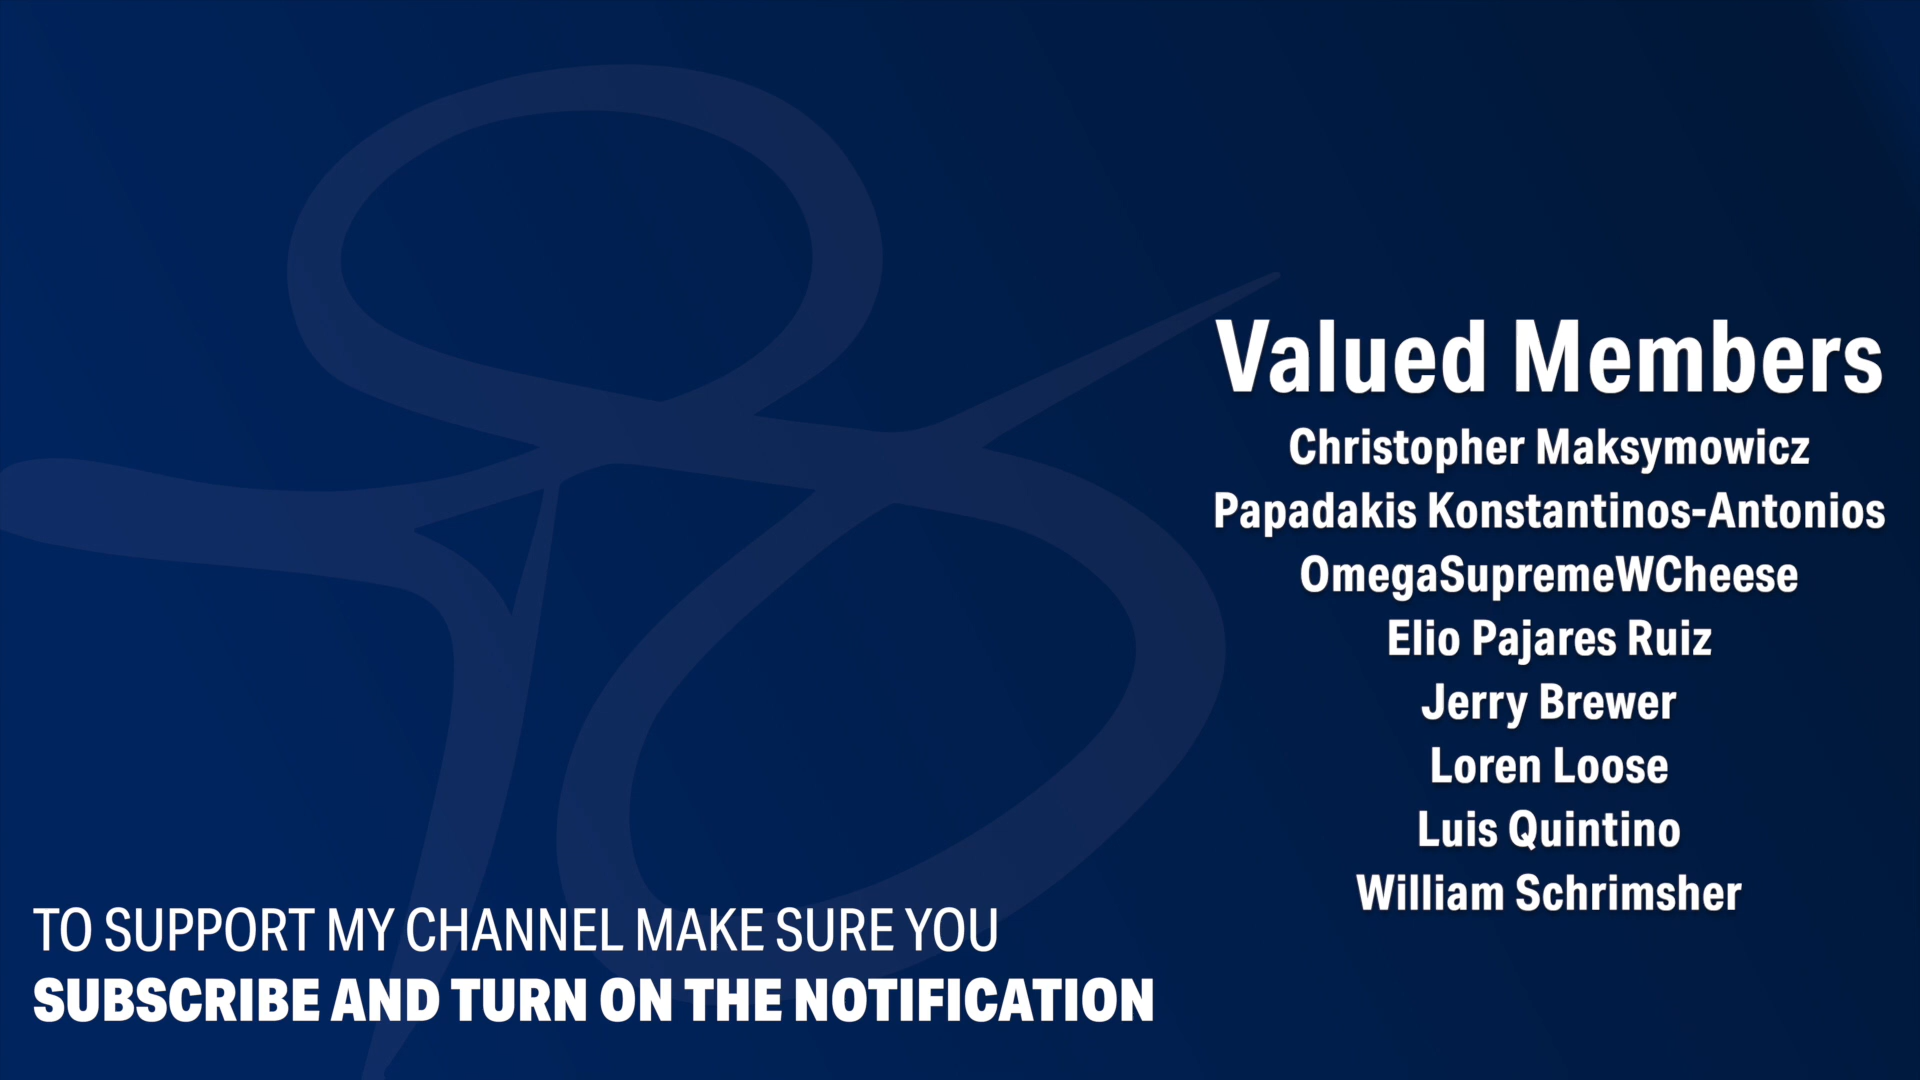 Valued Members
Christopher Maksymowicz
Papadakis Konstantinos-Antonios
OmegaSupremeWCheese
Elio Pajares Ruiz
Jerry Brewer
Loren Loose
Luis Quintino
William Schrimsher
TO SUPPORT MY CHANNEL MAKE SURE YOU
SUBSCRIBE AND TURN ON THE NOTIFICATION